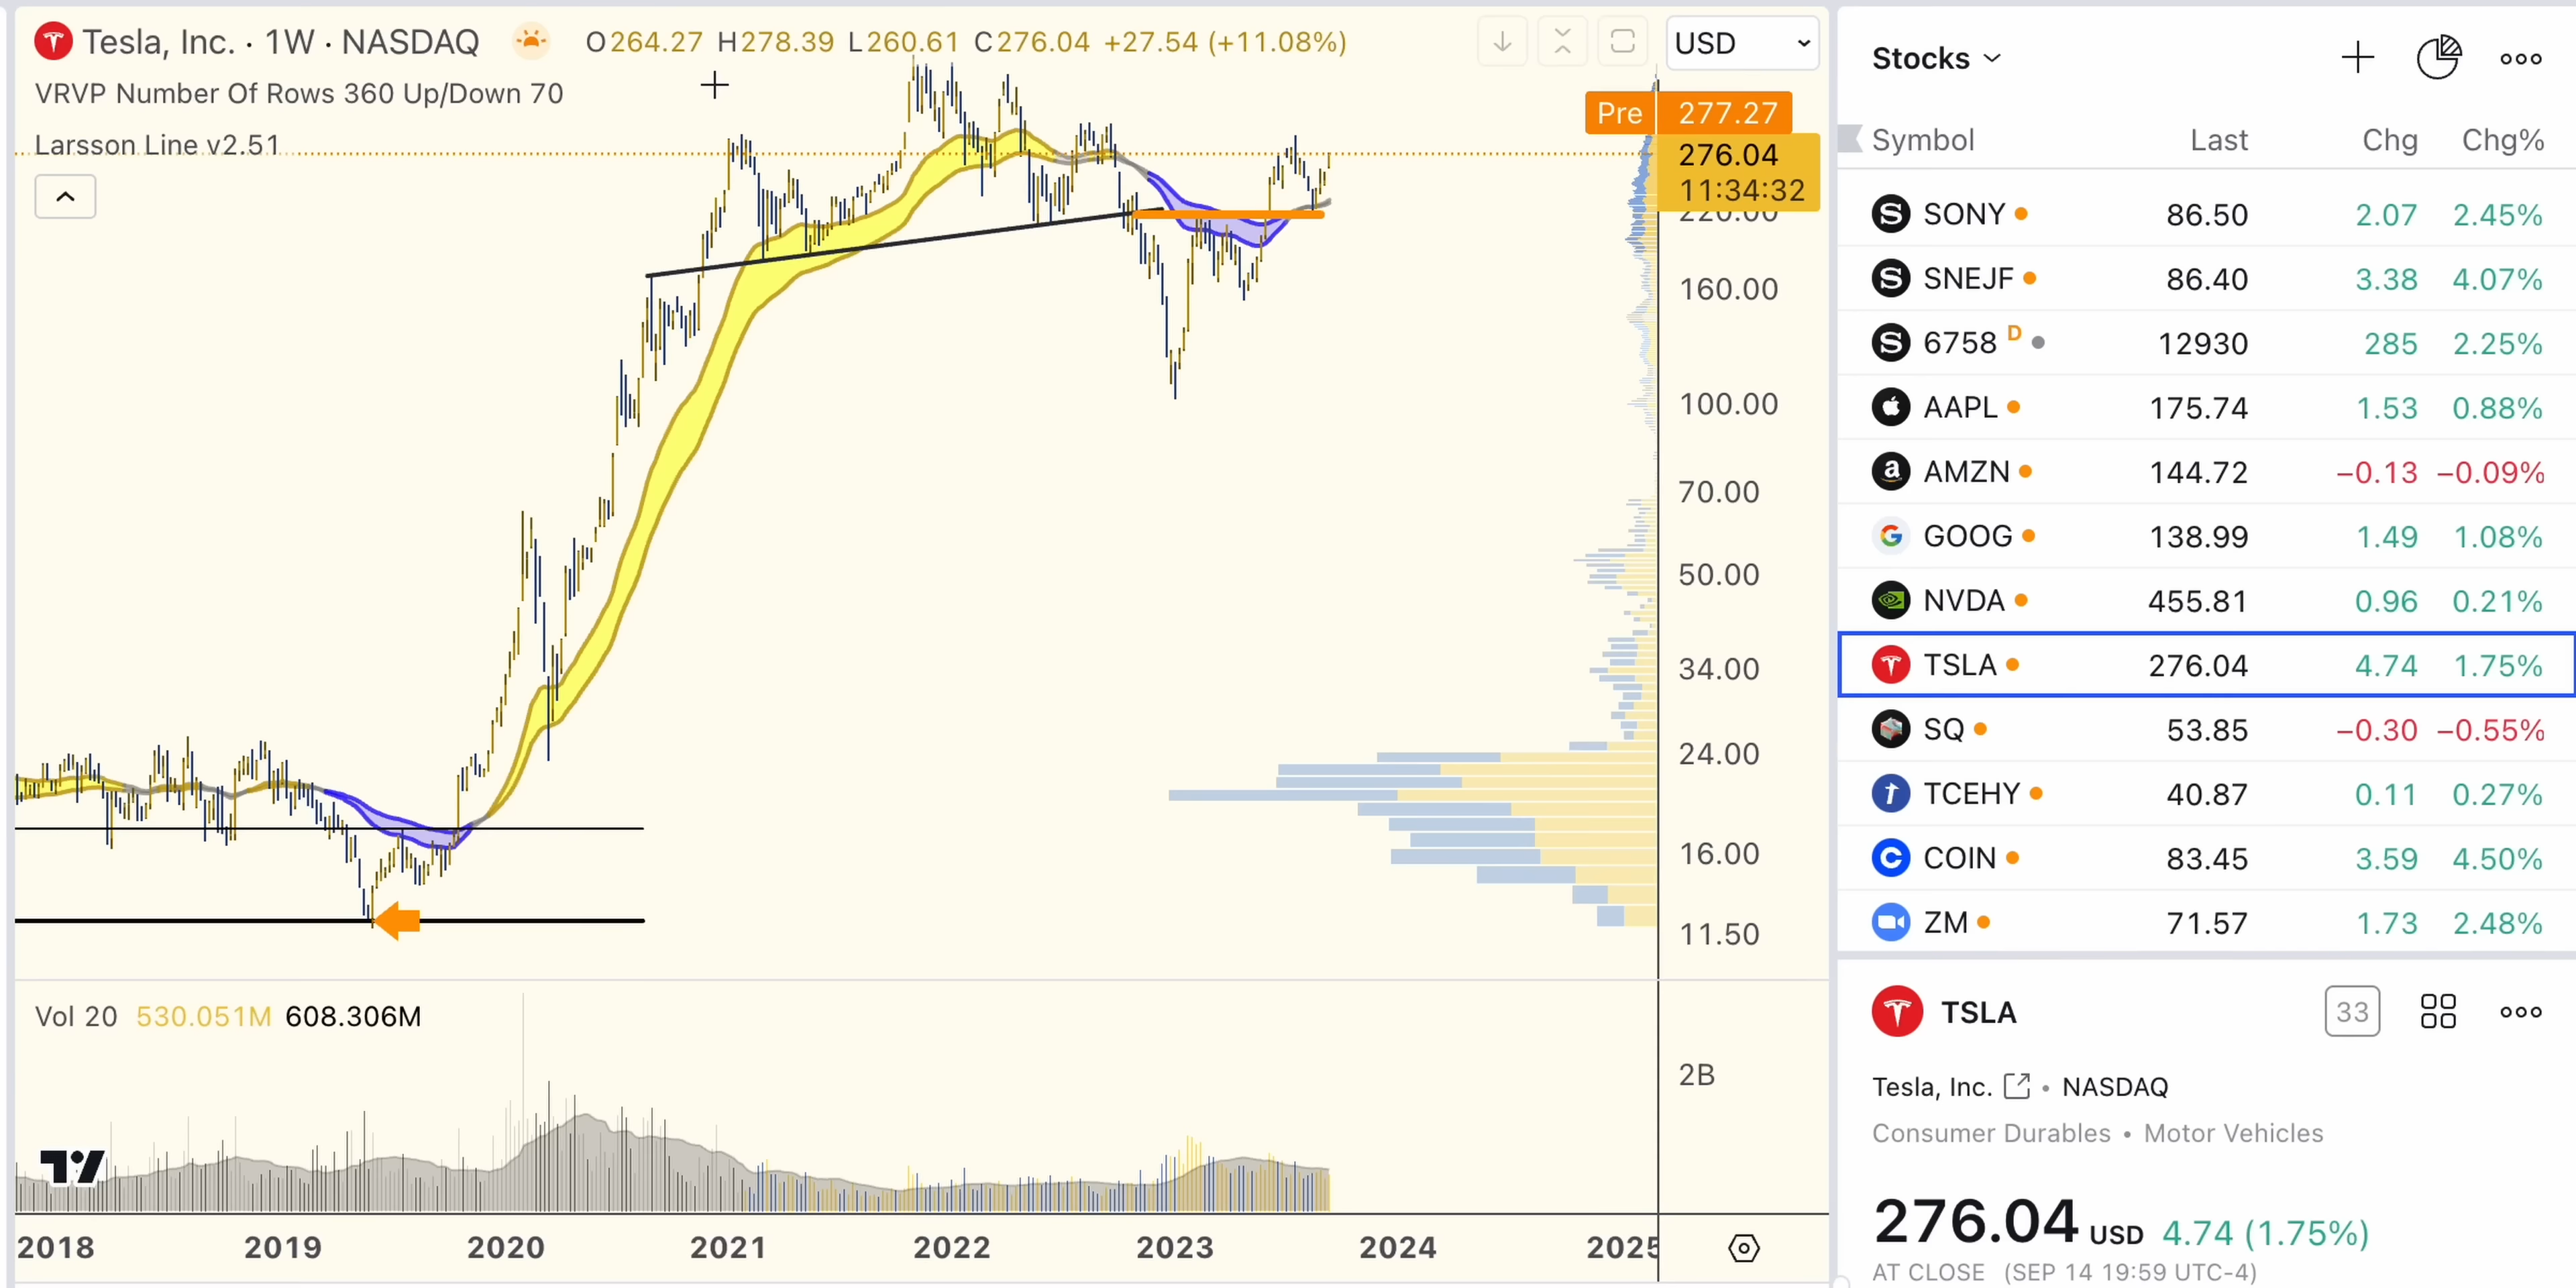 Tesla, Inc. · 1W · NASDAQ O264.27 H278.39 L260.61 C276.04 +27.54 (+11.08%)
VRVP Number Of Rows 360 Up/Down 70
Larsson Line v2.51
USD
Pre 277.27
276.04
11:34:32
220.00
160.00
100.00
70.00
50.00
34.00
24.00
16.00
11.50
Vol 20 530.051M 608.306M
2B
2018 2019 2020 2021 2022 2023 2024 2025
Stocks
Symbol Last Chg Chg%
SONY 86.50 2.07 2.45%
SNEJF 86.40 3.38 4.07%
6758 D 12930 285 2.25%
AAPL 175.74 1.53 0.88%
AMZN 144.72 −0.13 −0.09%
GOOG 138.99 1.49 1.08%
NVDA 455.81 0.96 0.21%
TSLA 276.04 4.74 1.75%
SQ 53.85 −0.30 −0.55%
TCEHY 40.87 0.11 0.27%
COIN 83.45 3.59 4.50%
ZM 71.57 1.73 2.48%
TSLA 33
Tesla, Inc. • NASDAQ
Consumer Durables • Motor Vehicles
276.04 USD 4.74 (1.75%)
AT CLOSE (SEP 14 19:59 UTC-4)